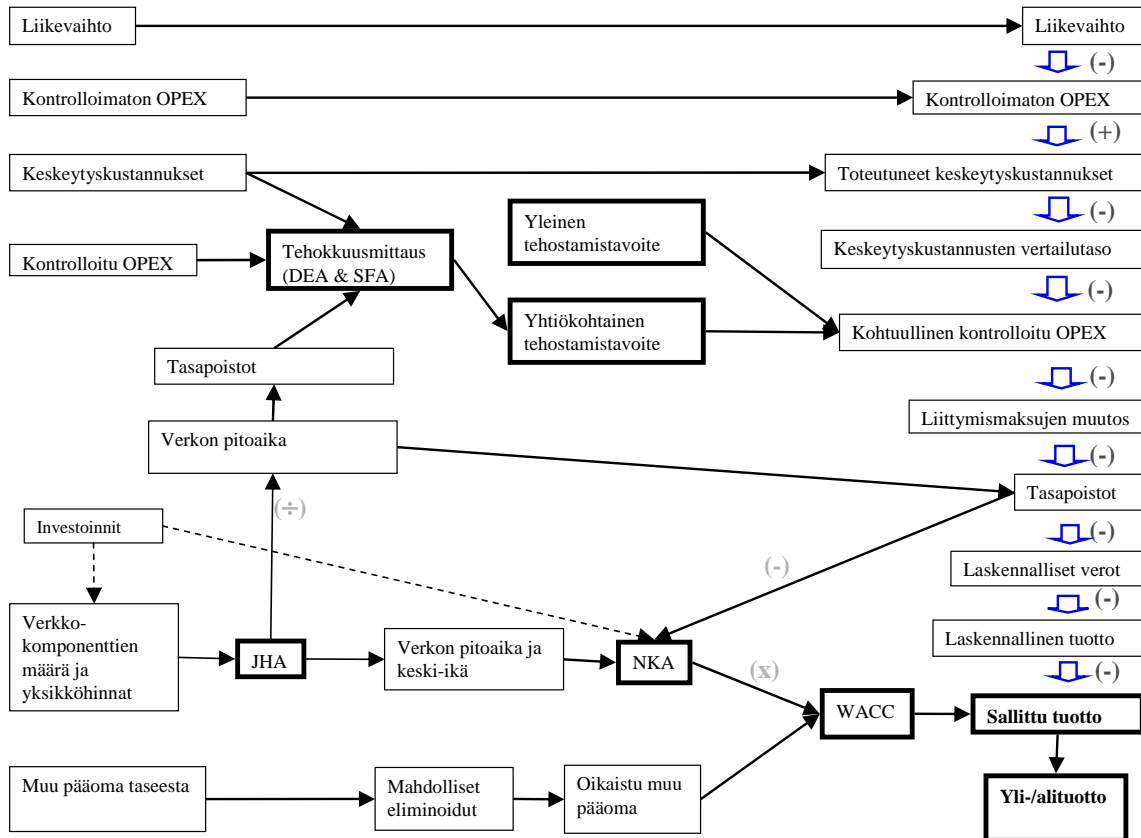 Liikevaihto
Liikevaihto
(-)
Kontrolloimaton OPEX
Kontrolloimaton OPEX
(+)
Keskeytyskustannukset
Toteutuneet keskeytyskustannukset
(-)
Yleinen
tehostamistavoite
Tehokkuusmittaus
(DEA & SFA)
Kontrolloitu OPEX
Keskeytyskustannusten vertailutaso
(-)
Yhtiökohtainen
tehostamistavoite
Kohtuullinen kontrolloitu OPEX
(-)
Tasapoistot
Liittymismaksujen muutos
Verkon pitoaika
(-)
Tasapoistot
(÷)
Investoinnit
(-)
Laskennalliset verot
(-)
(-)
Verkko-
komponenttien
määrä ja
yksikköhinnat
JHA
Verkon pitoaika ja
keski-ikä
NKA
Laskennallinen tuotto
(x)
(-)
WACC
Sallittu tuotto
Muu pääoma taseesta
Mahdolliset
eliminoidut
Oikaistu muu
pääoma
Yli-/alituotto